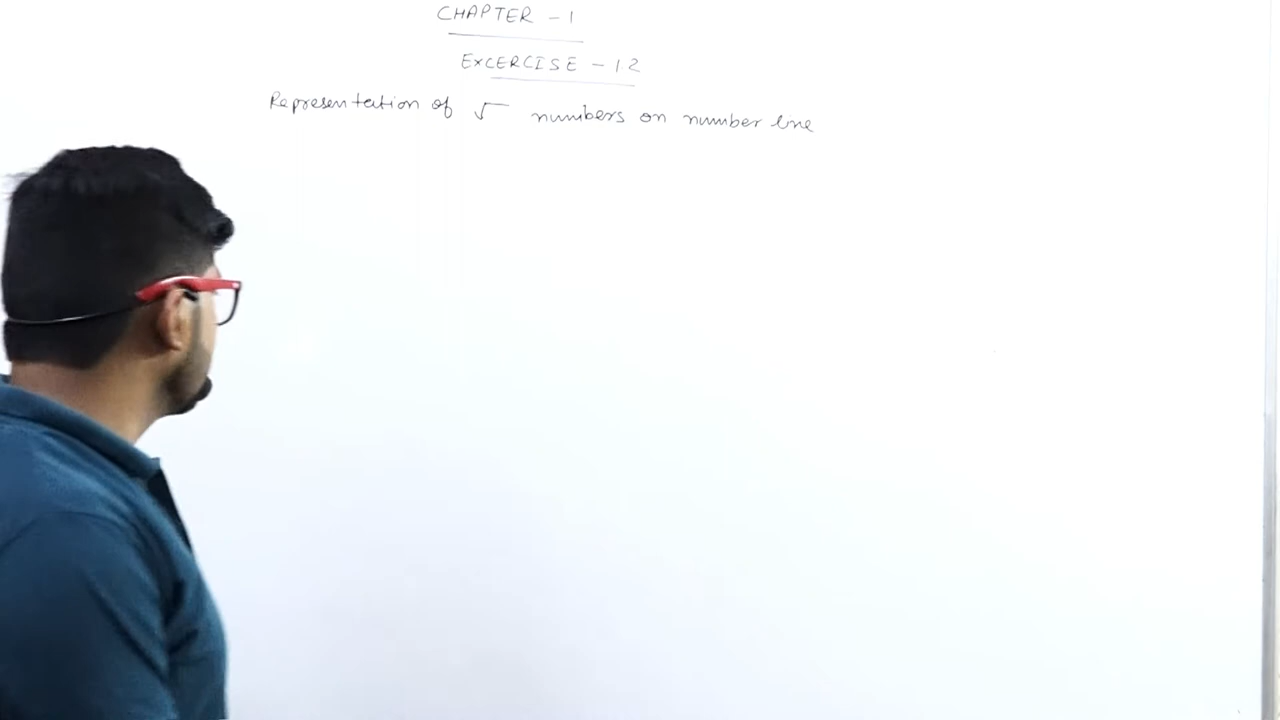 CHAPTER - 1
EXCERCISE - 12
Representation of √ numbers on number line